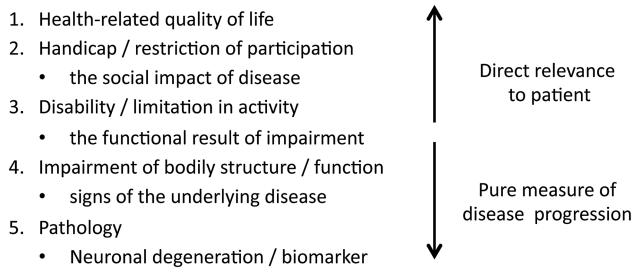 1. Health-related quality of life
2. Handicap / restriction of participation
• the social impact of disease
3. Disability / limitation in activity
• the functional result of impairment
4. Impairment of bodily structure / function
• signs of the underlying disease
5. Pathology
• Neuronal degeneration / biomarker
Direct relevance
to patient
Pure measure of
disease progression